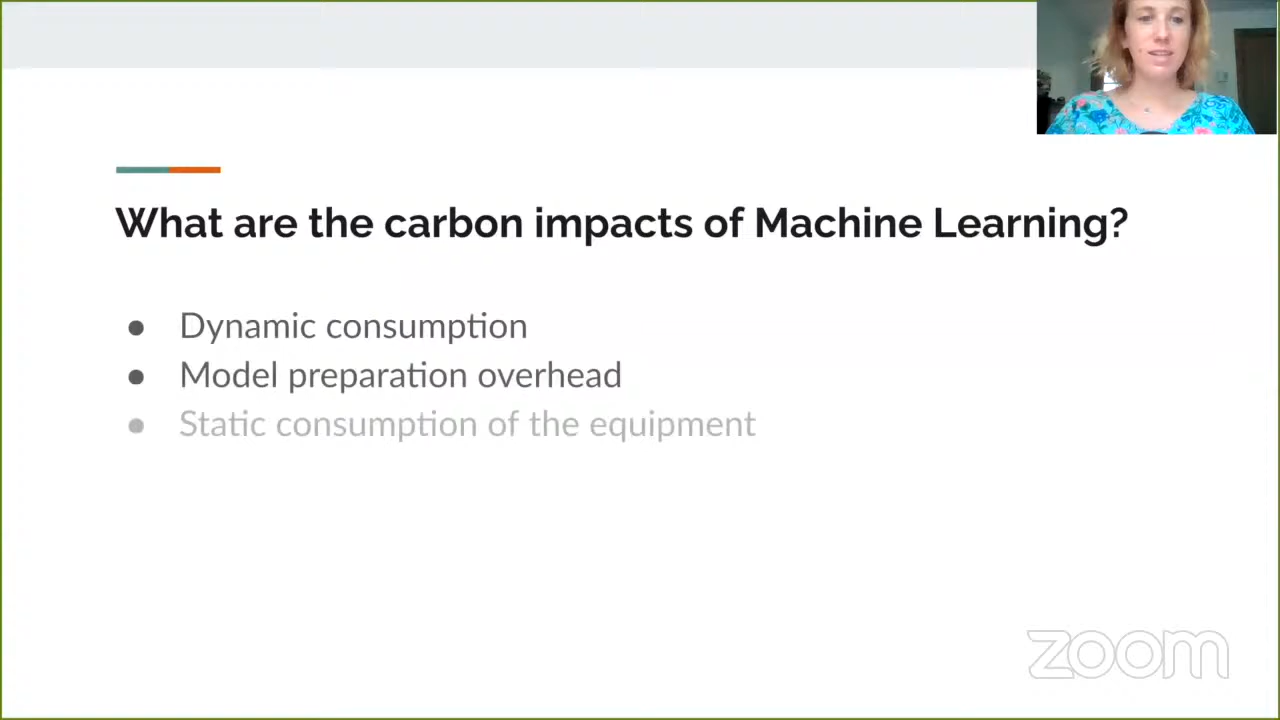 What are the carbon impacts of Machine Learning?
● Dynamic consumption
● Model preparation overhead
● Static consumption of the equipment
zoom